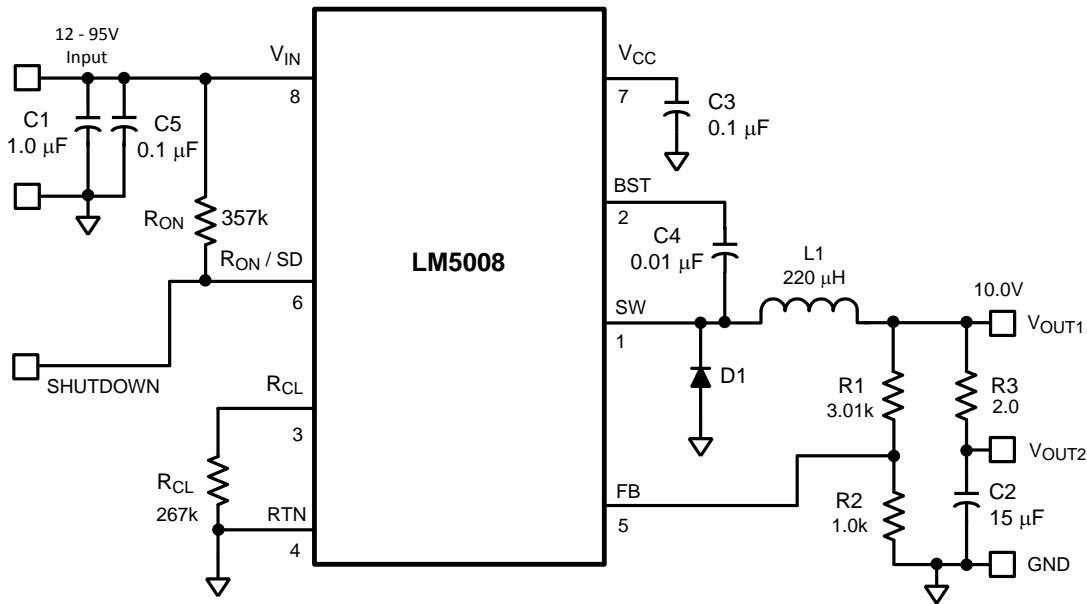 12 - 95V
Input
V_IN
8
C1
1.0 μF
C5
0.1 μF
R_ON
357k
R_ON / SD
6
SHUTDOWN
R_CL
3
R_CL
267k
RTN
4
LM5008
V_CC
7
C3
0.1 μF
BST
2
C4
0.01 μF
L1
220 μH
SW
1
D1
10.0V
V_OUT1
R1
3.01k
R3
2.0
V_OUT2
FB
5
R2
1.0k
C2
15 μF
GND